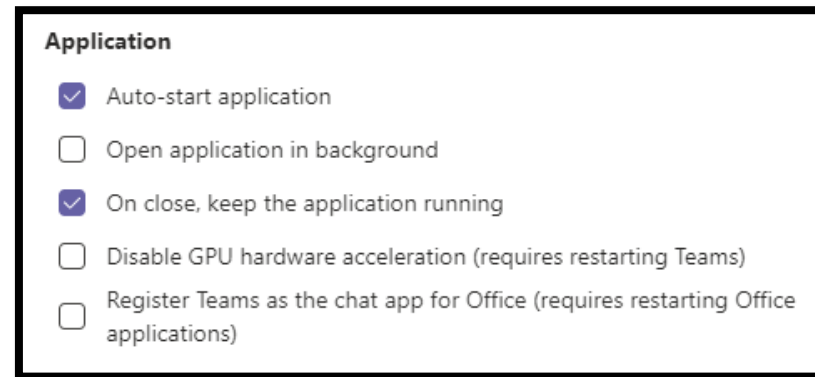 Application
Auto-start application
Open application in background
On close, keep the application running
Disable GPU hardware acceleration (requires restarting Teams)
Register Teams as the chat app for Office (requires restarting Office
applications)